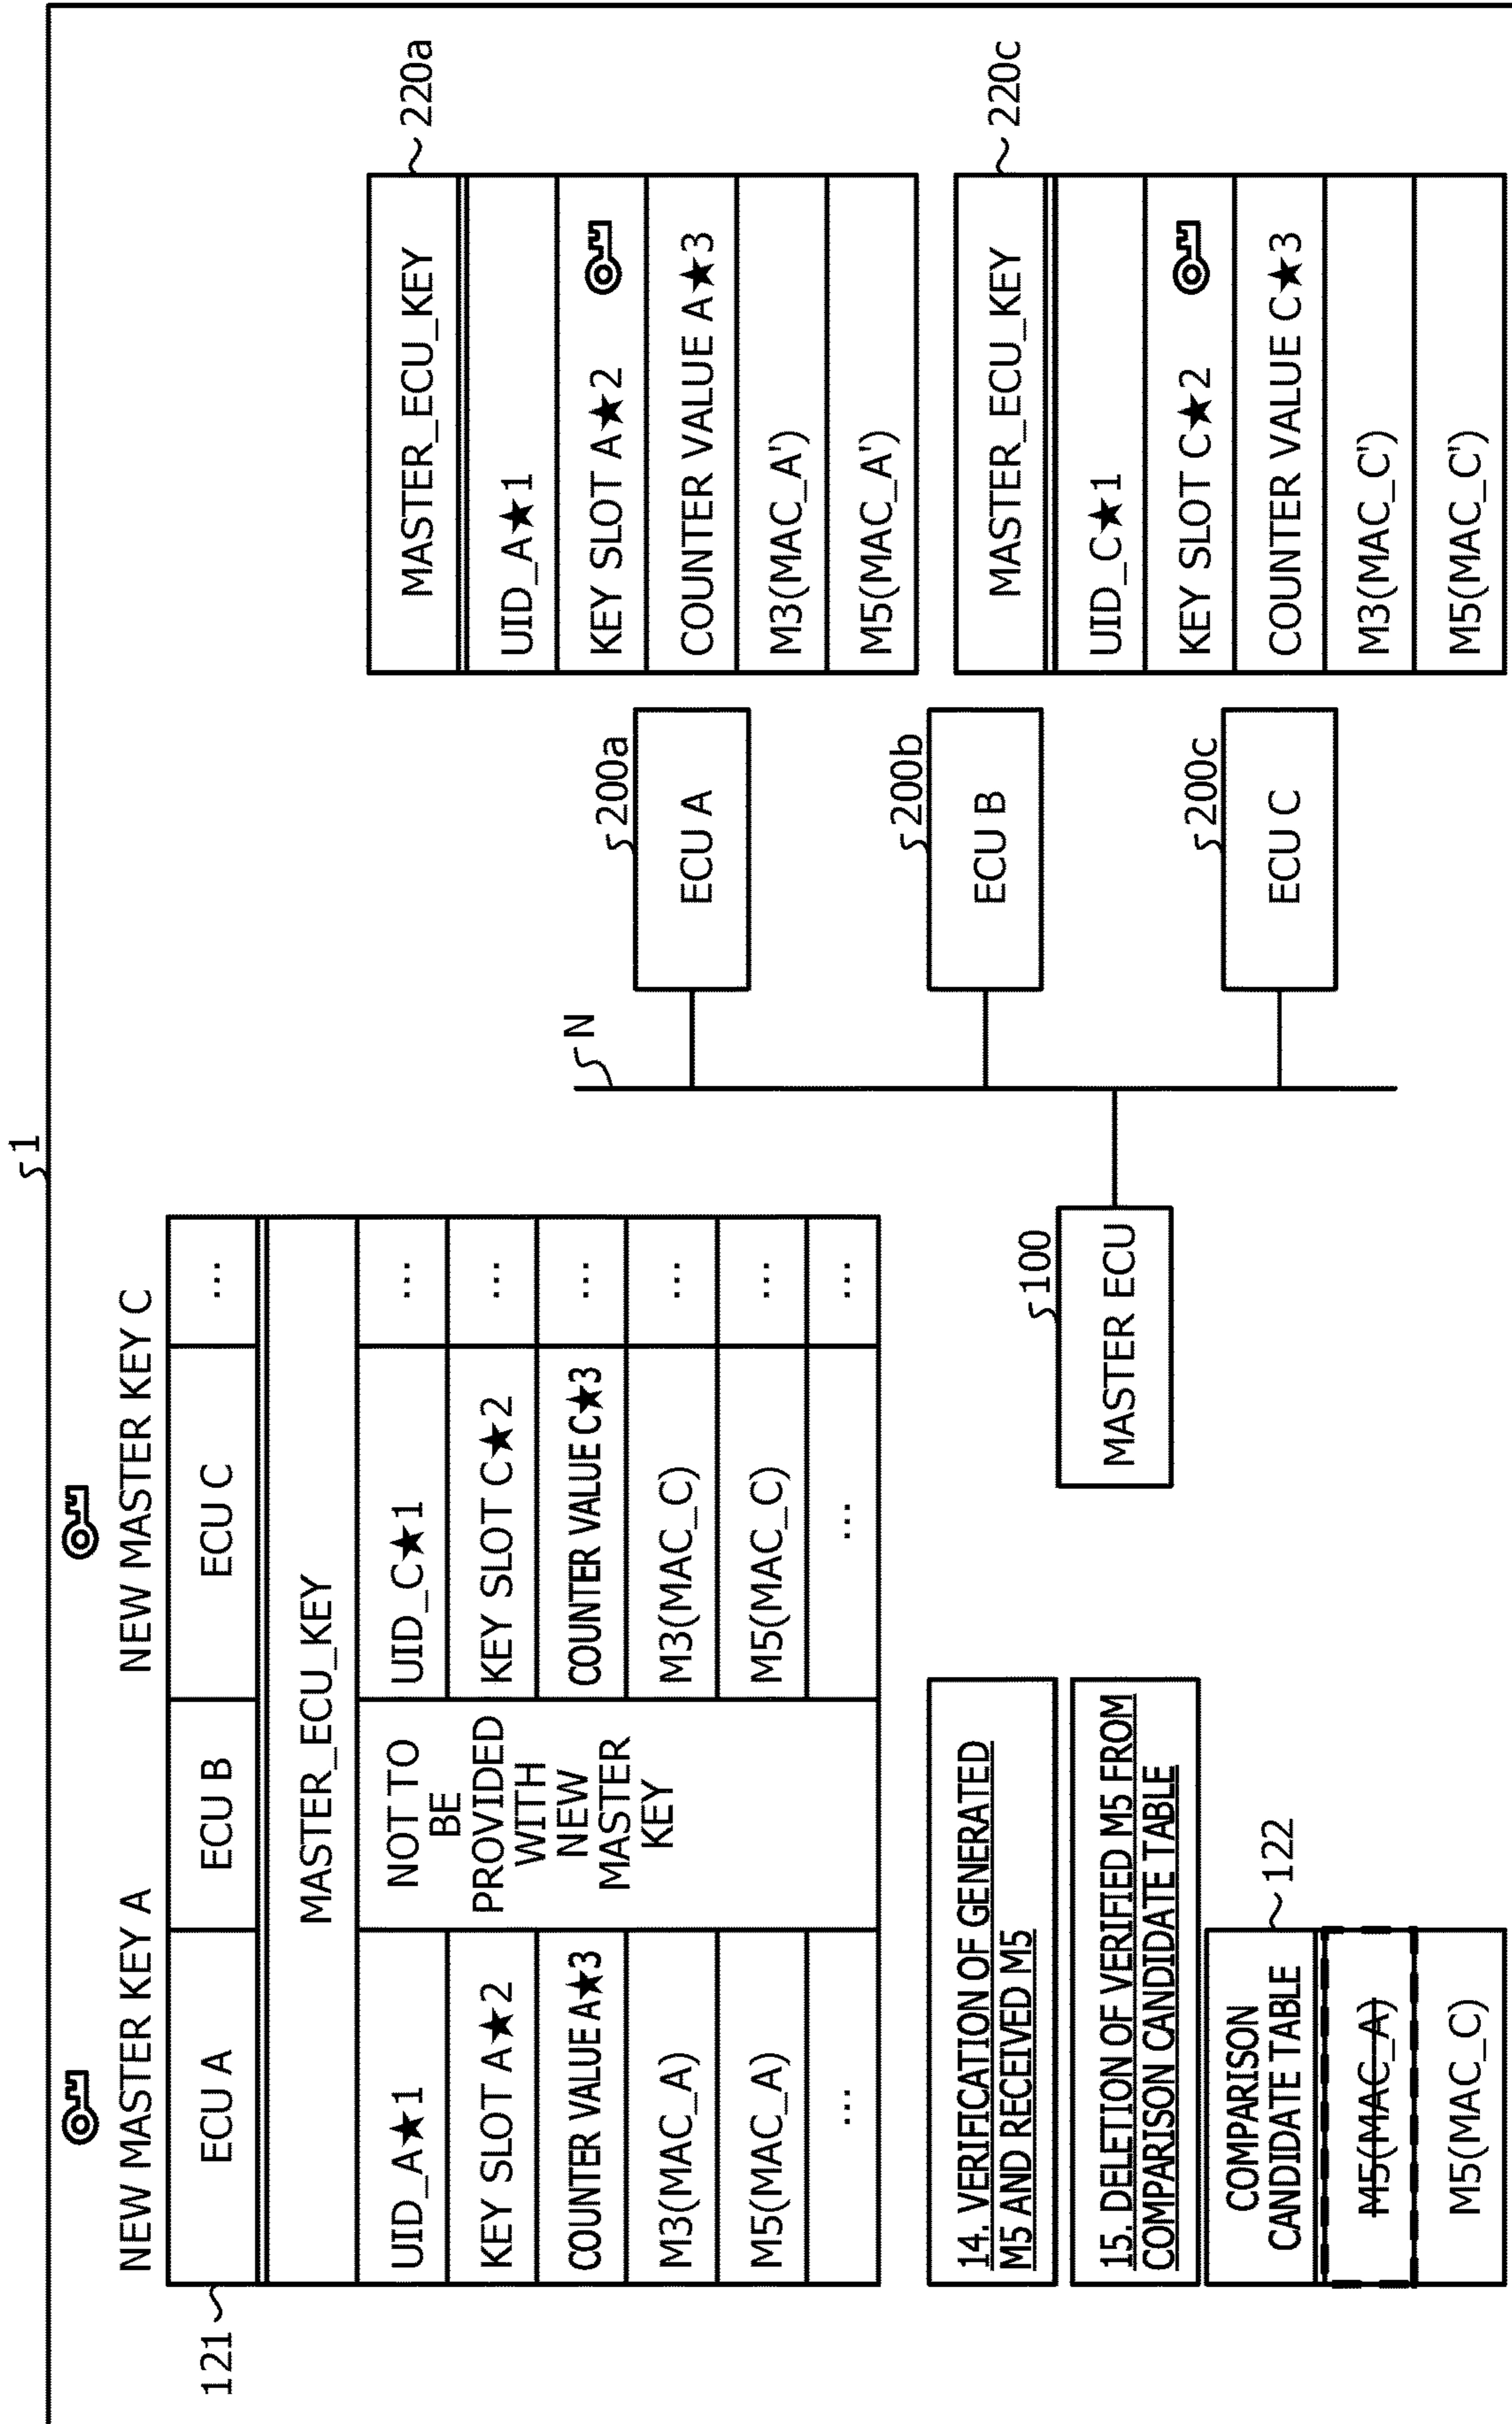 1
NEW MASTER KEY A
NEW MASTER KEY C
121
ECU A
ECU B
ECU C
...
MASTER_ECU_KEY
UID_A★1
NOT TO
BE
PROVIDED
WITH
NEW
MASTER
KEY
UID_C★1
...
KEY SLOT A★2
KEY SLOT C★2
...
COUNTER VALUE A★3
COUNTER VALUE C★3
...
M3(MAC_A)
M3(MAC_C)
...
M5(MAC_A)
M5(MAC_C)
...
...
...
...
14. VERIFICATION OF GENERATED
M5 AND RECEIVED M5
15. DELETION OF VERIFIED M5 FROM
COMPARISON CANDIDATE TABLE
122
COMPARISON
CANDIDATE TABLE
M5(MAC_A)
M5(MAC_C)
100
MASTER ECU
N
200a
ECU A
200b
ECU B
200c
ECU C
220a
MASTER_ECU_KEY
UID_A★1
KEY SLOT A★2
COUNTER VALUE A★3
M3(MAC_A')
M5(MAC_A')
220c
MASTER_ECU_KEY
UID_C★1
KEY SLOT C★2
COUNTER VALUE C★3
M3(MAC_C')
M5(MAC_C')